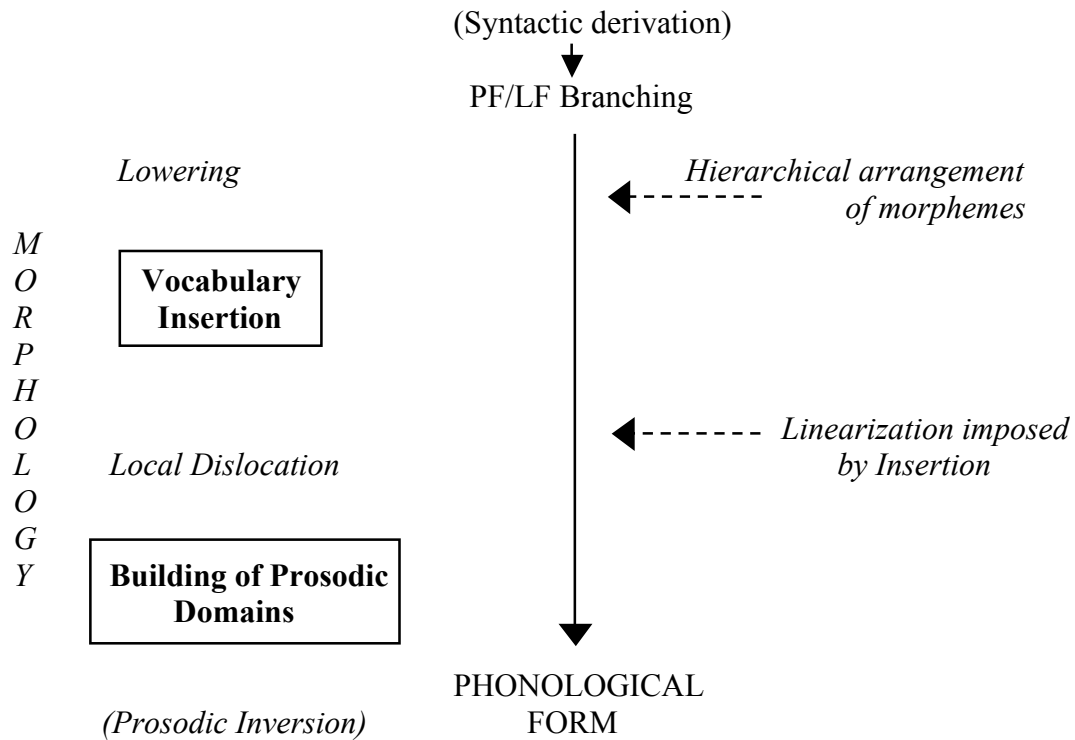 (Syntactic derivation)
PF/LF Branching
Lowering
Hierarchical arrangement
of morphemes
M
O
R
P
H
O
L
O
G
Y
Vocabulary
Insertion
Linearization imposed
by Insertion
Local Dislocation
Building of Prosodic
Domains
PHONOLOGICAL
FORM
(Prosodic Inversion)